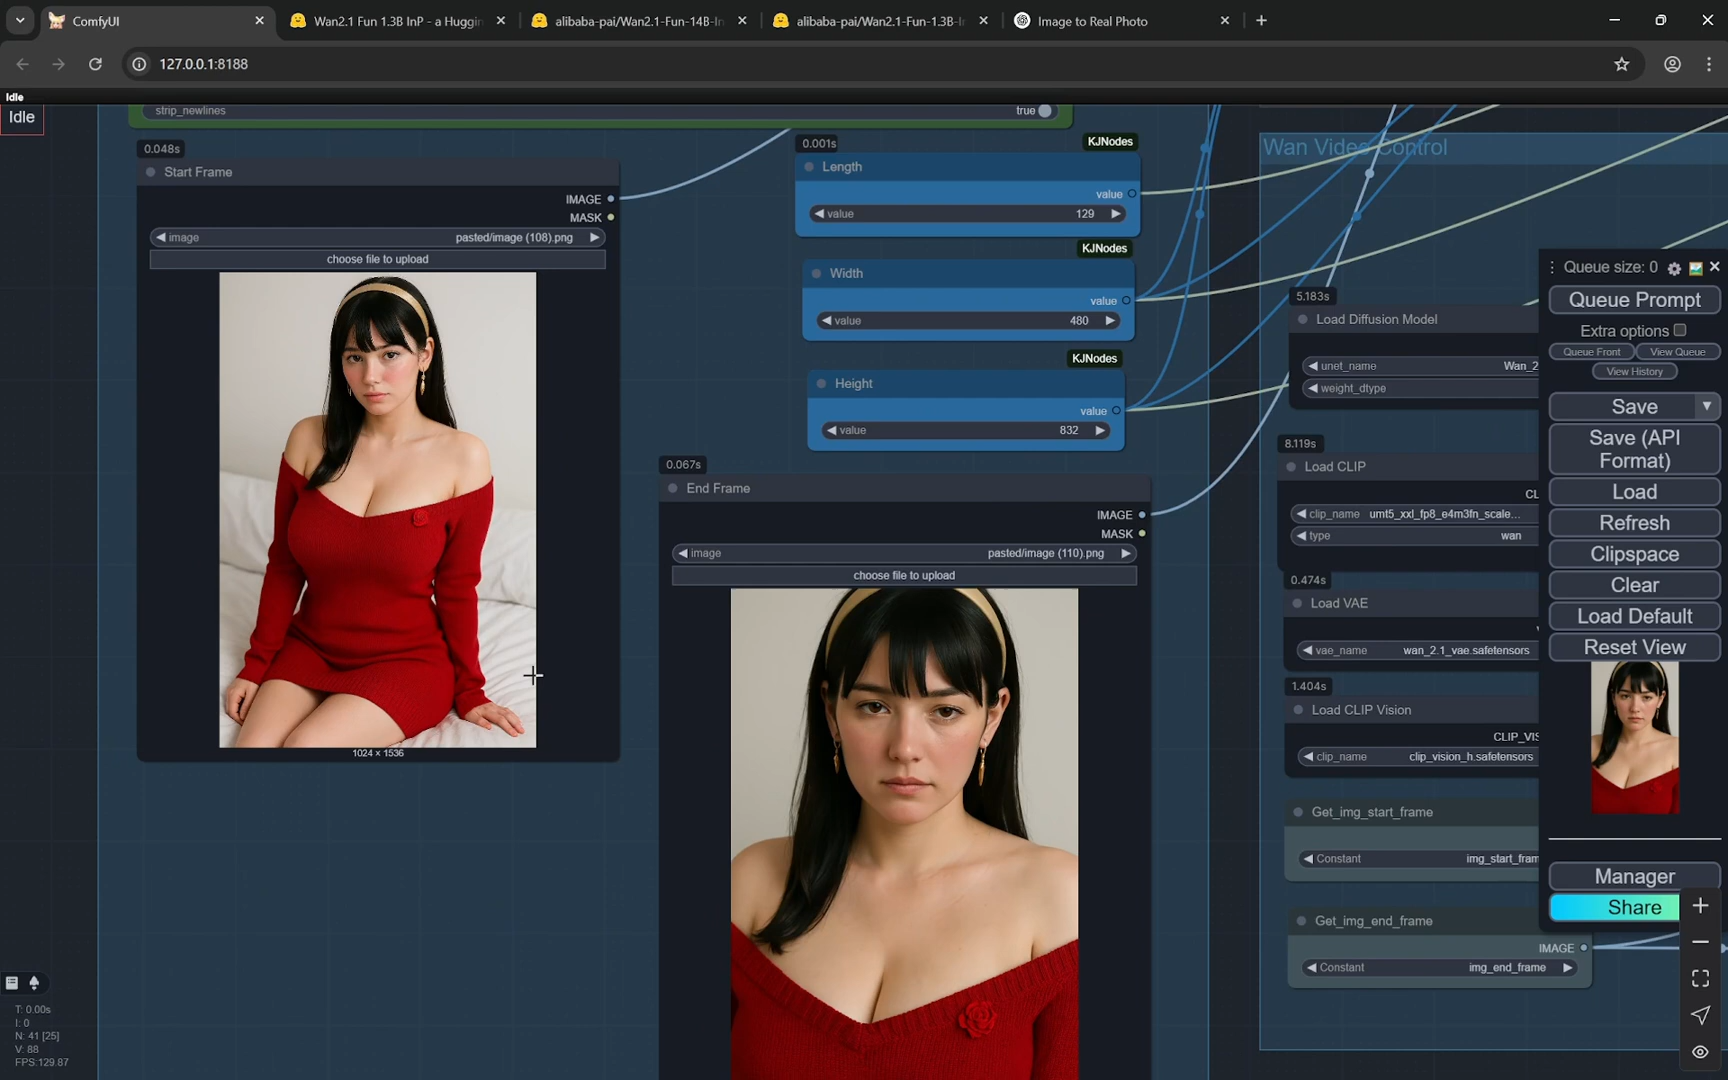 ComfyUI
Wan2.1 Fun 1.3B InP - a Huggin
alibaba-pai/Wan2.1-Fun-14B-In
alibaba-pai/Wan2.1-Fun-1.3B-In
Image to Real Photo
127.0.0.1:8188
Idle
Idle
strip_newlines true
0.048s
Start Frame
IMAGE
MASK
image pasted/image (108).png
choose file to upload
1024 × 1536
KJNodes
0.001s
Length
value
value 129
KJNodes
Width
value
value 480
KJNodes
Height
value
value 832
0.067s
End Frame
IMAGE
MASK
image pasted/image (110).png
choose file to upload
Wan Video Control
5.183s
Load Diffusion Model
unet_name Wan_2
weight_dtype
8.119s
Load CLIP
CL
clip_name umt5_xxl_fp8_e4m3fn_scale...
type wan
0.474s
Load VAE
vae_name wan_2.1_vae.safetensors
1.404s
Load CLIP Vision
CLIP_VIS
clip_name clip_vision_h.safetensors
Get_img_start_frame
Constant img_start_fram
Get_img_end_frame
IMAGE
Constant img_end_frame
Queue size: 0
Queue Prompt
Extra options
Queue Front
View Queue
View History
Save
Save (API
Format)
Load
Refresh
Clipspace
Clear
Load Default
Reset View
Manager
Share
T: 0.00s
I: 0
N: 41 [25]
V: 88
FPS:129.87